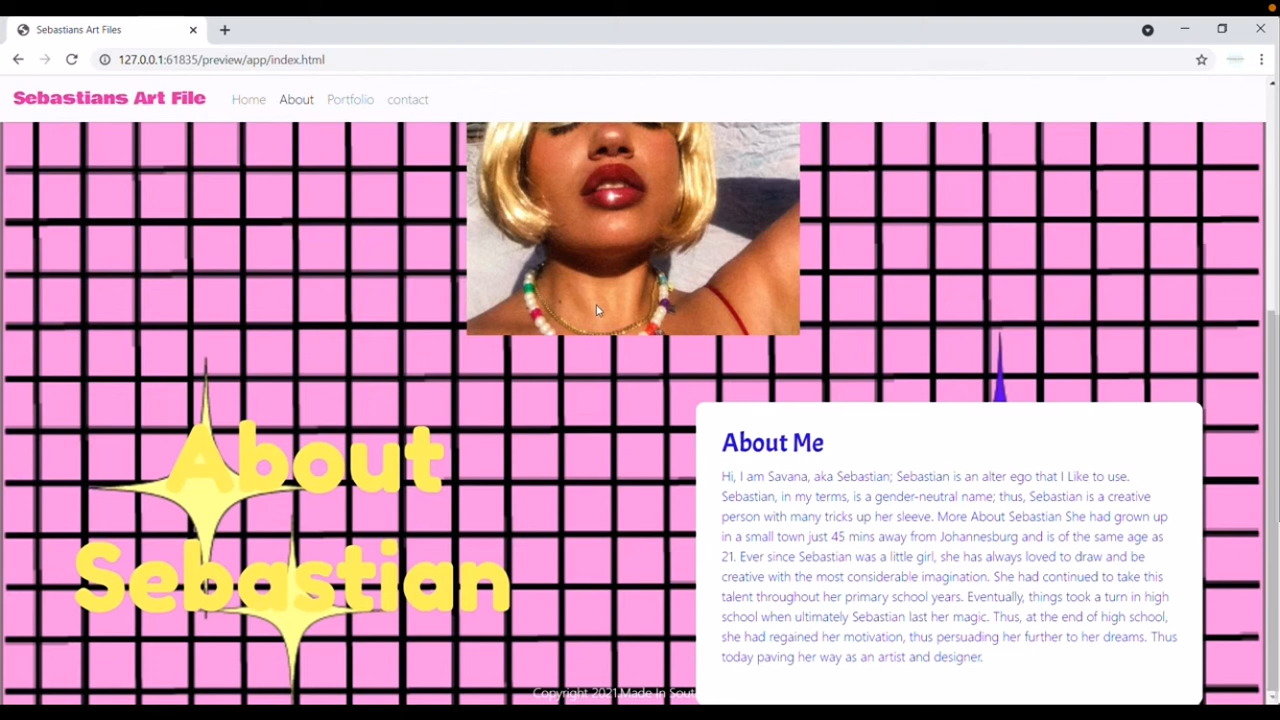 Sebastians Art Files
127.0.0.1:61835/preview/app/index.html
Sebastians Art File Home About Portfolio contact
About
Sebastian
About Me
Hi, I am Savana, aka Sebastian; Sebastian is an alter ego that I Like to use.
Sebastian, in my terms, is a gender-neutral name; thus, Sebastian is a creative
person with many tricks up her sleeve. More About Sebastian She had grown up
in a small town just 45 mins away from Johannesburg and is of the same age as
21. Ever since Sebastian was a little girl, she has always loved to draw and be
creative with the most considerable imagination. She had continued to take this
talent throughout her primary school years. Eventually, things took a turn in high
school when ultimately Sebastian last her magic. Thus, at the end of high school,
she had regained her motivation, thus persuading her further to her dreams. Thus
today paving her way as an artist and designer.
Copyright 2021.Made In